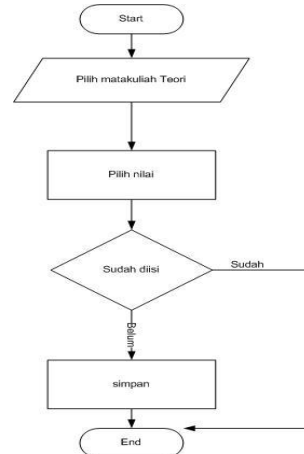 Start
Pilih matakuliah Teori
Pilih nilai
Sudah diisi
Sudah
Belum
simpan
End